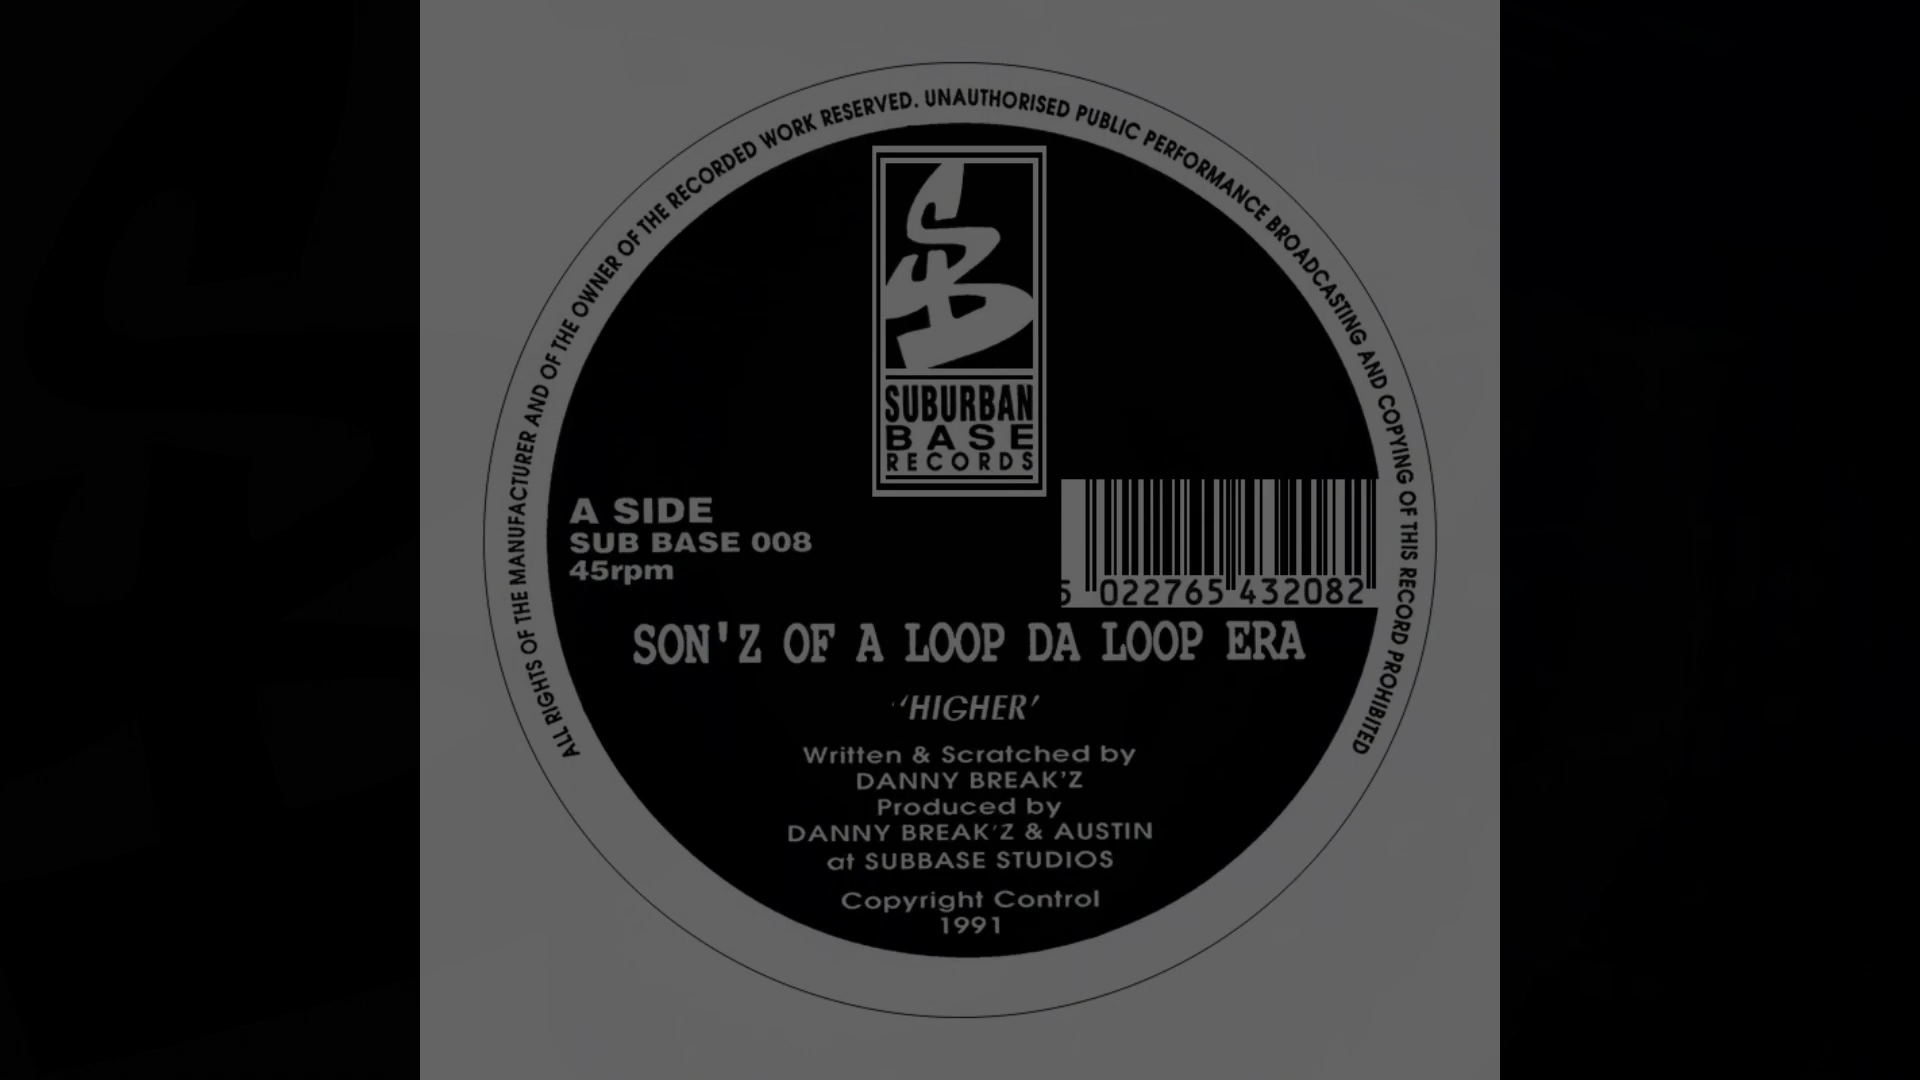 ALL RIGHTS OF THE MANUFACTURER AND OF THE OWNER OF THE RECORDED WORK RESERVED. UNAUTHORISED PUBLIC PERFORMANCE BROADCASTING AND COPYING OF THIS RECORD PROHIBITED
SB
SUBURBAN
BASE
RECORDS
A SIDE
SUB BASE 008
45rpm
5 022765 432082
SON'Z OF A LOOP DA LOOP ERA
''HIGHER'
Written & Scratched by
DANNY BREAK'Z
Produced by
DANNY BREAK'Z & AUSTIN
at SUBBASE STUDIOS
Copyright Control
1991